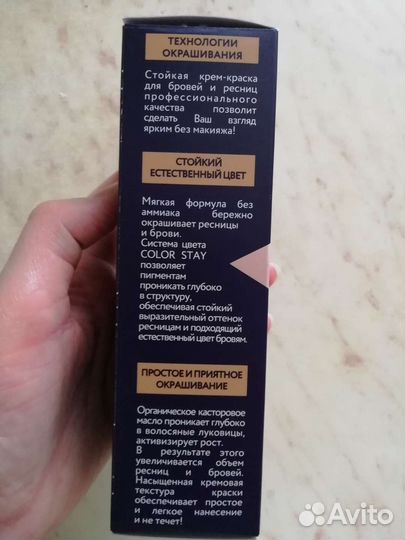 ТЕХНОЛОГИИ
ОКРАШИВАНИЯ
Стойкая крем-краска
для бровей и ресниц
профессионального
качества позволит
сделать Ваш взгляд
ярким без макияжа!
СТОЙКИЙ
ЕСТЕСТВЕННЫЙ ЦВЕТ
Мягкая формула без
аммиака бережно
окрашивает ресницы
и брови.
Система цвета
COLOR STAY
позволяет
пигментам
проникать глубоко
в структуру,
обеспечивая стойкий
выразительный оттенок
ресницам и подходящий
естественный цвет бровям.
ПРОСТОЕ И ПРИЯТНОЕ
ОКРАШИВАНИЕ
Органическое касторовое
масло проникает глубоко
в волосяные луковицы,
активизирует рост.
В результате этого
увеличивается объем
ресниц и бровей.
Насыщенная кремовая
текстура краски
обеспечивает простое
и легкое нанесение
и не течет!
Avito